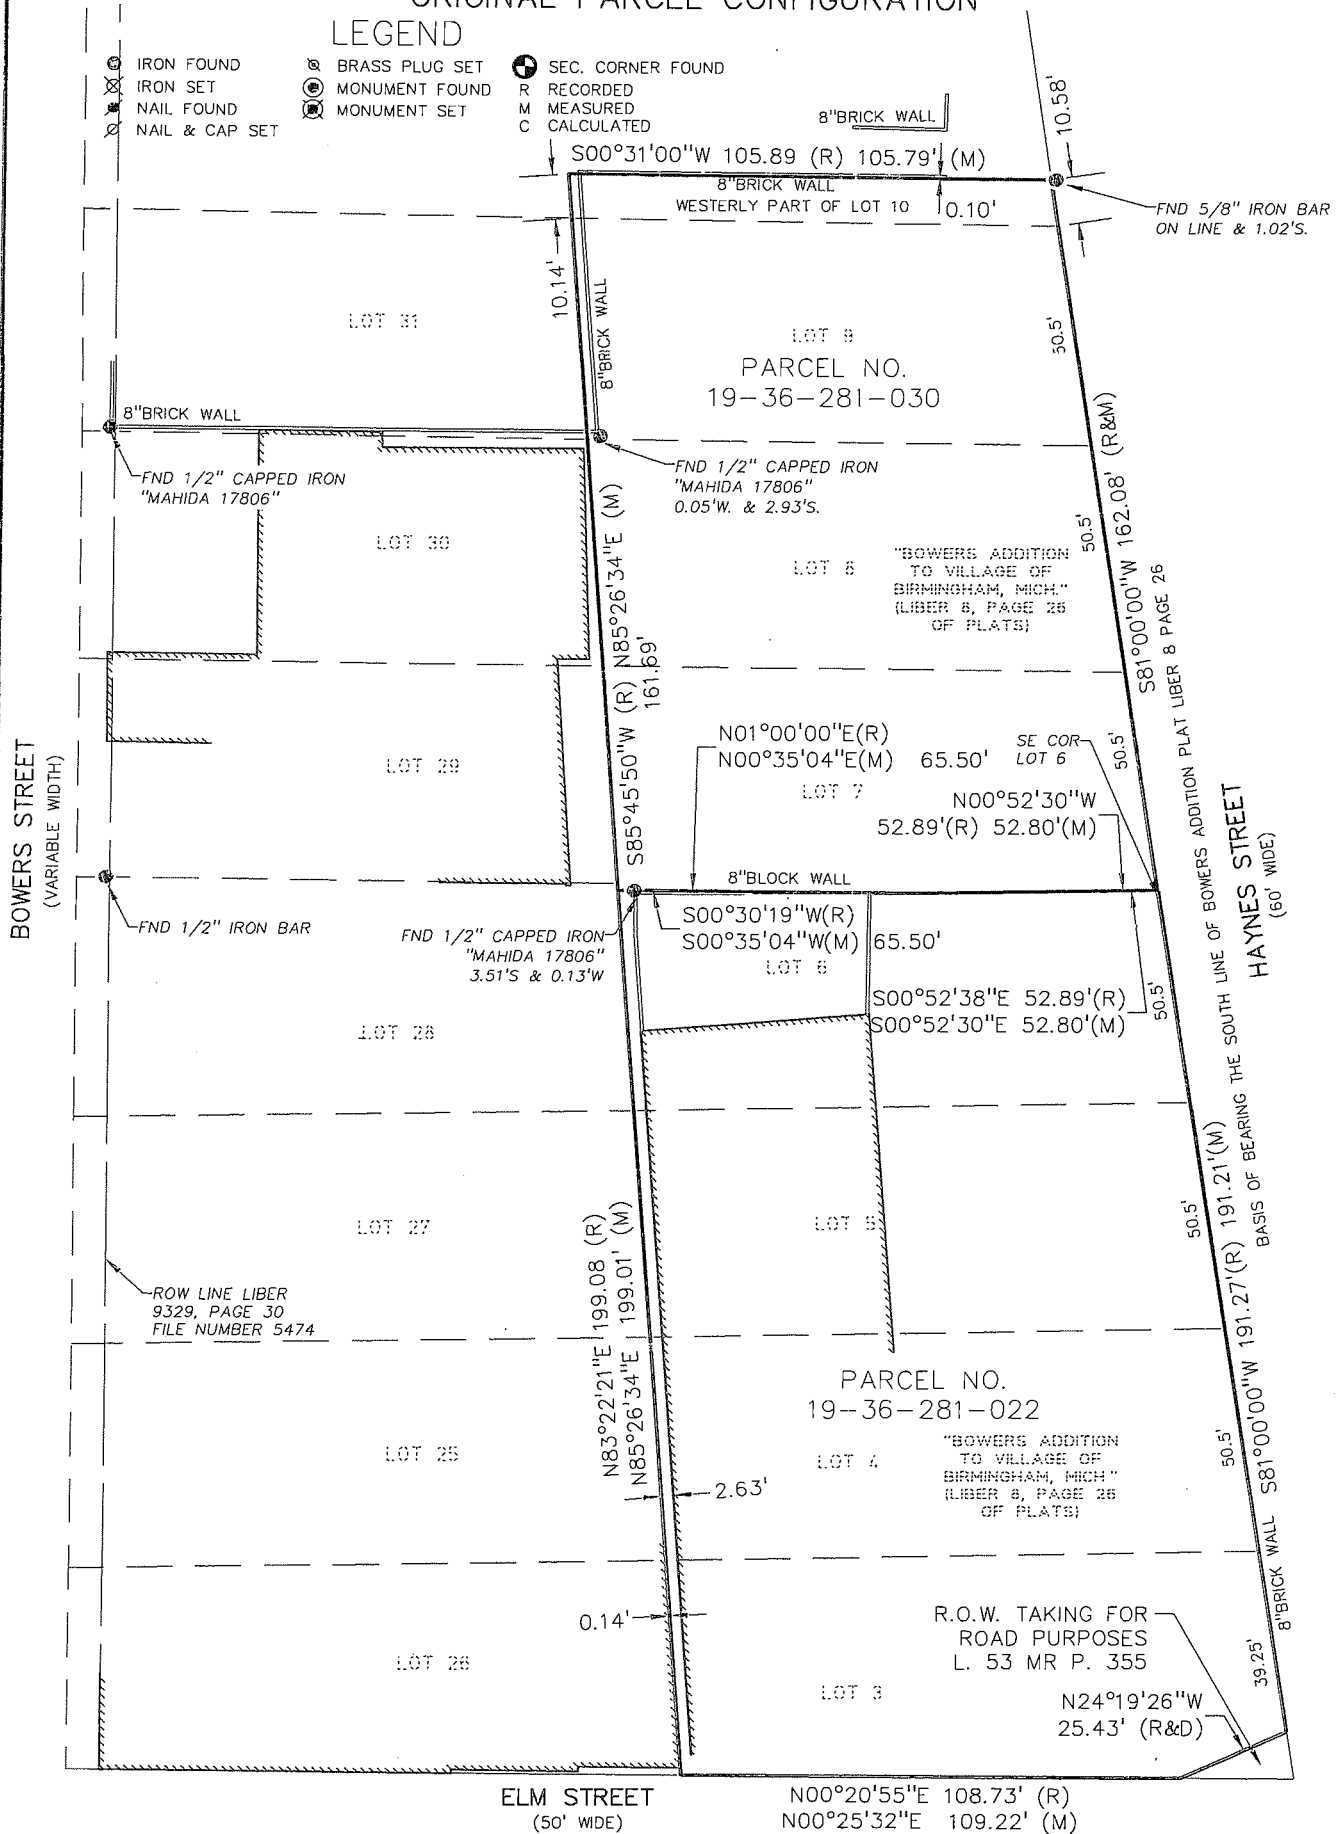 ORIGINAL PARCEL CONFIGURATION
LEGEND
IRON FOUND
IRON SET
NAIL FOUND
NAIL & CAP SET
BRASS PLUG SET
MONUMENT FOUND
MONUMENT SET
SEC. CORNER FOUND
R RECORDED
M MEASURED
C CALCULATED
8"BRICK WALL
10.58'
S00°31'00"W 105.89 (R) 105.79' (M)
8"BRICK WALL
WESTERLY PART OF LOT 10
0.10'
FND 5/8" IRON BAR
ON LINE & 1.02'S.
10.14'
8"BRICK WALL
LOT 31
LOT 9
PARCEL NO.
19-36-281-030
50.5'
8"BRICK WALL
FND 1/2" CAPPED IRON
"MAHIDA 17806"
FND 1/2" CAPPED IRON
"MAHIDA 17806"
0.05'W. & 2.93'S.
LOT 30
LOT 8
"BOWERS ADDITION
TO VILLAGE OF
BIRMINGHAM, MICH."
(LIBER 8, PAGE 26
OF PLATS)
50.5'
S81°00'00"W 162.08' (R&M)
S85°45'50"W (R) N85°26'34"E (M)
161.69'
BOWERS STREET
(VARIABLE WIDTH)
LOT 29
N01°00'00"E(R)
N00°35'04"E(M) 65.50'
SE COR
LOT 6
LOT 7
50.5'
N00°52'30"W
52.89'(R) 52.80'(M)
8"BLOCK WALL
HAYNES STREET
(60' WIDE)
BASIS OF BEARING THE SOUTH LINE OF BOWERS ADDITION PLAT LIBER 8 PAGE 26
FND 1/2" IRON BAR
FND 1/2" CAPPED IRON
"MAHIDA 17806"
3.51'S & 0.13'W
S00°30'19"W(R)
S00°35'04"W(M) 65.50'
LOT 6
S00°52'38"E 52.89'(R)
S00°52'30"E 52.80'(M)
50.5'
LOT 28
LOT 27
LOT 5
50.5'
N83°22'21"E 199.08 (R)
N85°26'34"E 199.01' (M)
ROW LINE LIBER
9329, PAGE 30
FILE NUMBER 5474
S81°00'00"W 191.27'(R) 191.21'(M)
PARCEL NO.
19-36-281-022
LOT 25
LOT 4
"BOWERS ADDITION
TO VILLAGE OF
BIRMINGHAM, MICH"
(LIBER 8, PAGE 26
OF PLATS)
50.5'
2.63'
8"BRICK WALL
0.14'
R.O.W. TAKING FOR
ROAD PURPOSES
L. 53 MR P. 355
39.25'
LOT 26
LOT 3
N24°19'26"W
25.43' (R&D)
ELM STREET
(50' WIDE)
N00°20'55"E 108.73' (R)
N00°25'32"E 109.22' (M)